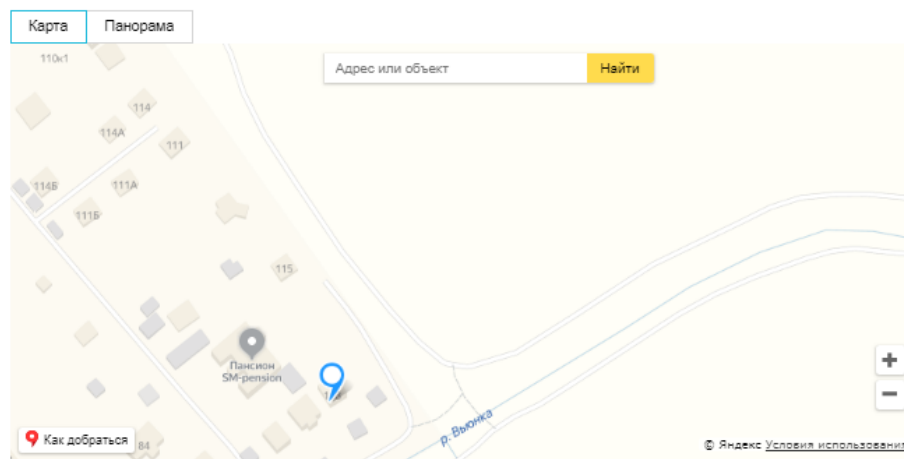 Карта
Панорама
110к1
Адрес или объект
Найти
114
114А
111
114Б
111А
111Б
115
Пансион
SM-pension
р. Вьюнка
Как добраться
84
© Яндекс Условия использования